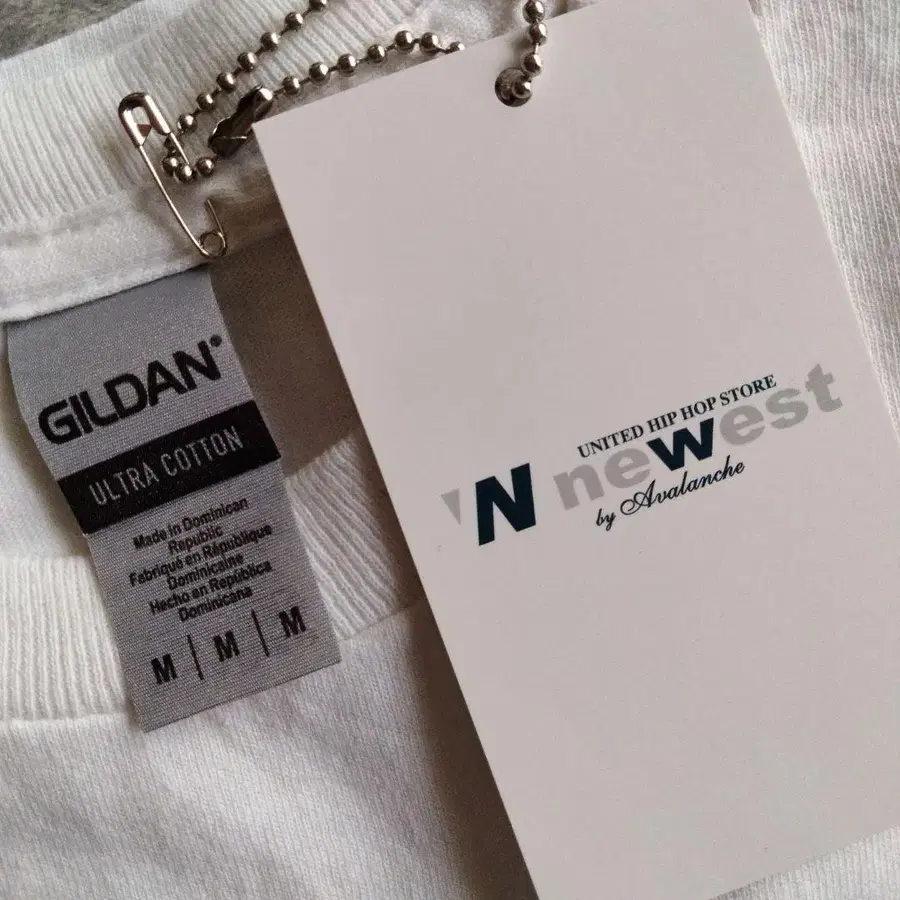 GILDAN®
ULTRA COTTON
Made in Dominican
Republic
Fabriqué en République
Dominicaine
Hecho en República
Dominicana
M | M | M
UNITED HIP HOP STORE
N newest
by Avalanche